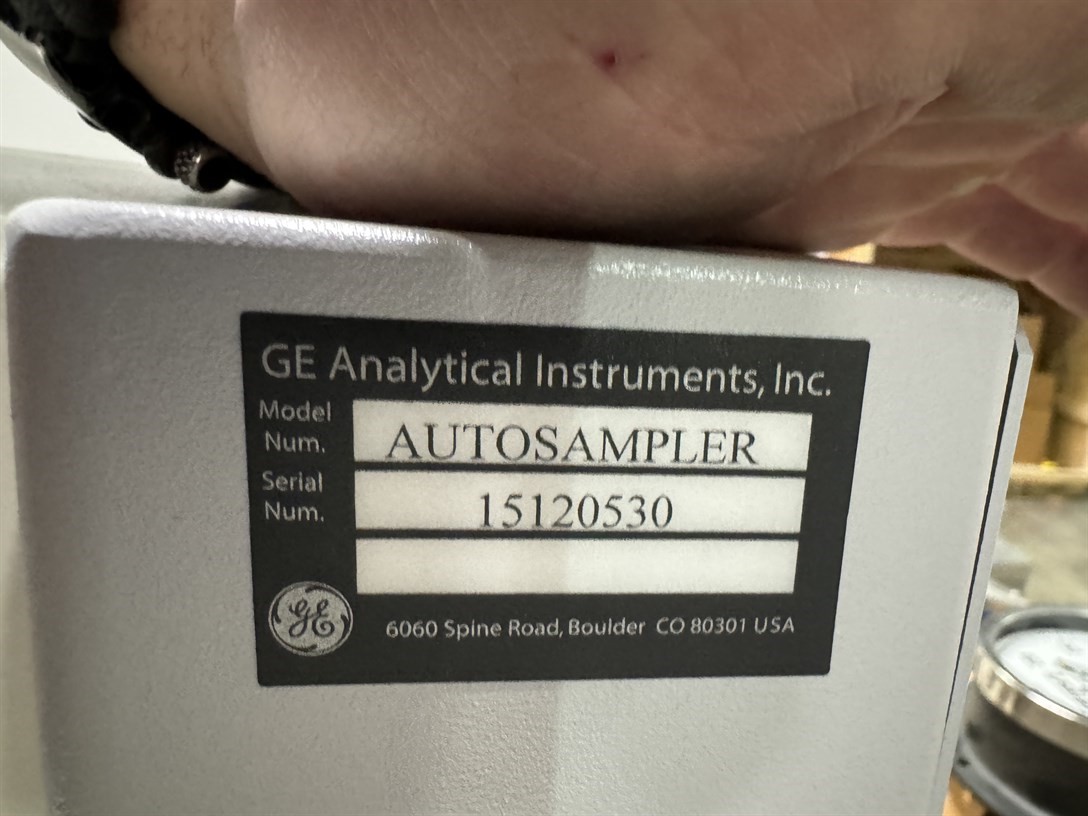 GE Analytical Instruments, Inc.
Model
Num.
AUTOSAMPLER
Serial
Num.
15120530
GE
6060 Spine Road, Boulder CO 80301 USA